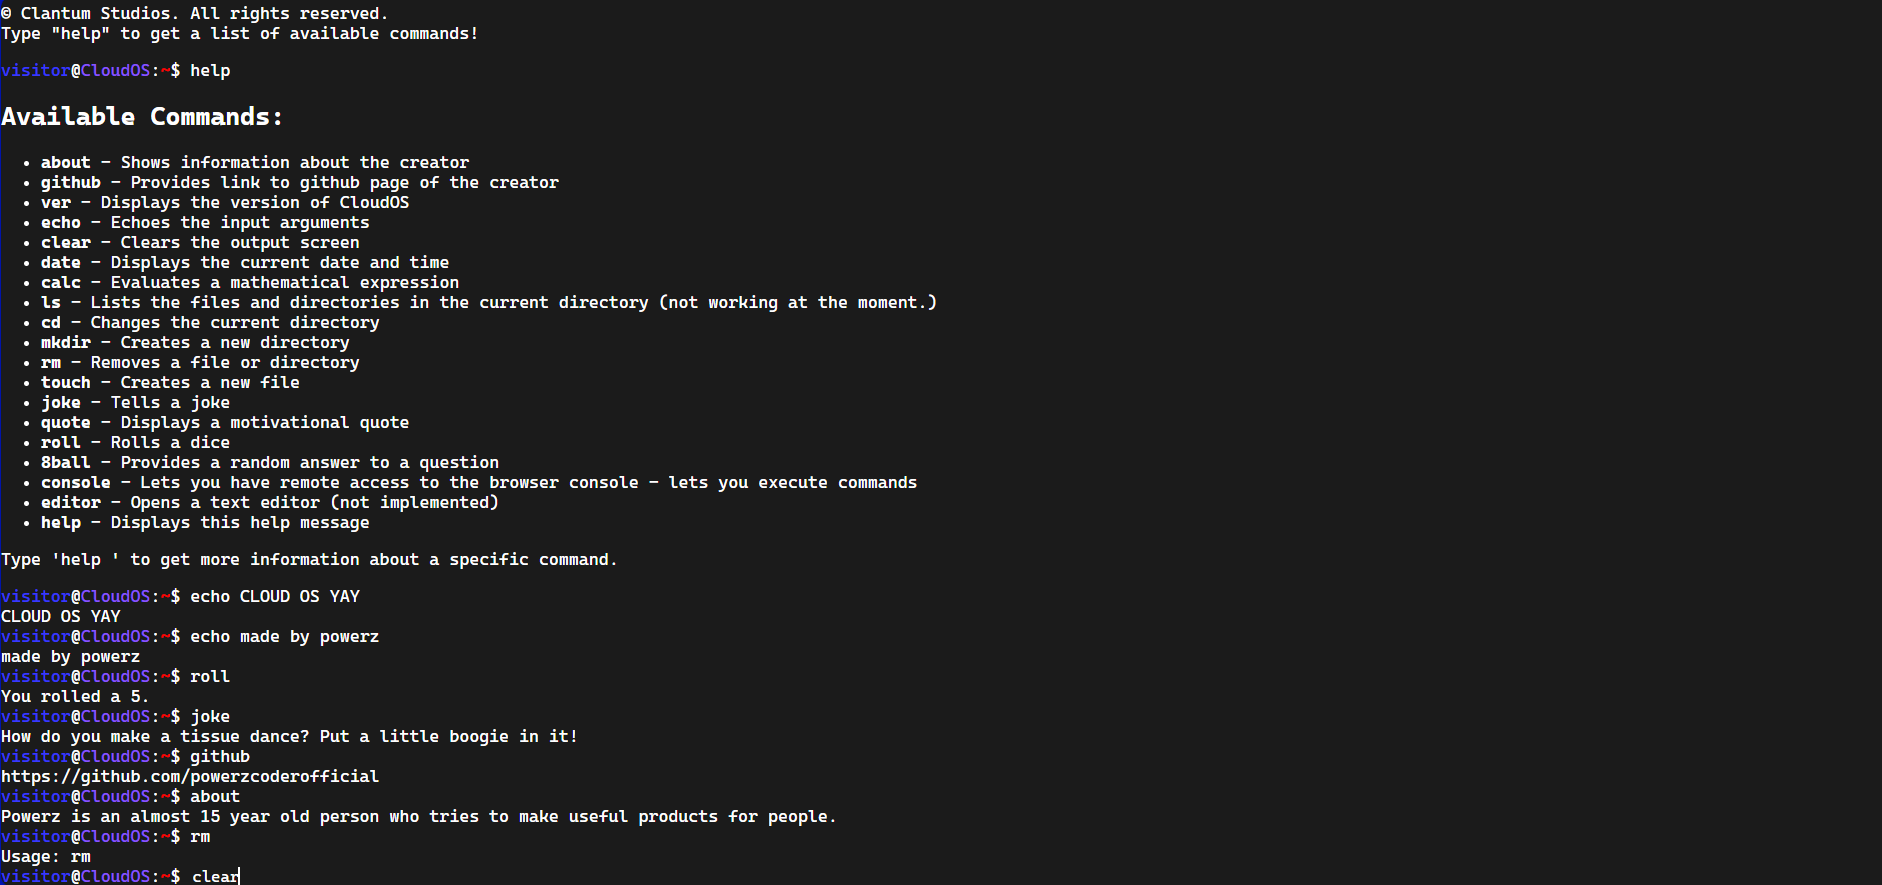 © Clantum Studios. All rights reserved.
Type "help" to get a list of available commands!
visitor@CloudOS:~$ help
Available Commands:
• about - Shows information about the creator
• github - Provides link to github page of the creator
• ver - Displays the version of CloudOS
• echo - Echoes the input arguments
• clear - Clears the output screen
• date - Displays the current date and time
• calc - Evaluates a mathematical expression
• ls - Lists the files and directories in the current directory (not working at the moment.)
• cd - Changes the current directory
• mkdir - Creates a new directory
• rm - Removes a file or directory
• touch - Creates a new file
• joke - Tells a joke
• quote - Displays a motivational quote
• roll - Rolls a dice
• 8ball - Provides a random answer to a question
• console - Lets you have remote access to the browser console - lets you execute commands
• editor - Opens a text editor (not implemented)
• help - Displays this help message
Type 'help ' to get more information about a specific command.
visitor@CloudOS:~$ echo CLOUD OS YAY
CLOUD OS YAY
visitor@CloudOS:~$ echo made by powerz
made by powerz
visitor@CloudOS:~$ roll
You rolled a 5.
visitor@CloudOS:~$ joke
How do you make a tissue dance? Put a little boogie in it!
visitor@CloudOS:~$ github
https://github.com/powerzcoderofficial
visitor@CloudOS:~$ about
Powerz is an almost 15 year old person who tries to make useful products for people.
visitor@CloudOS:~$ rm
Usage: rm
visitor@CloudOS:~$ clear